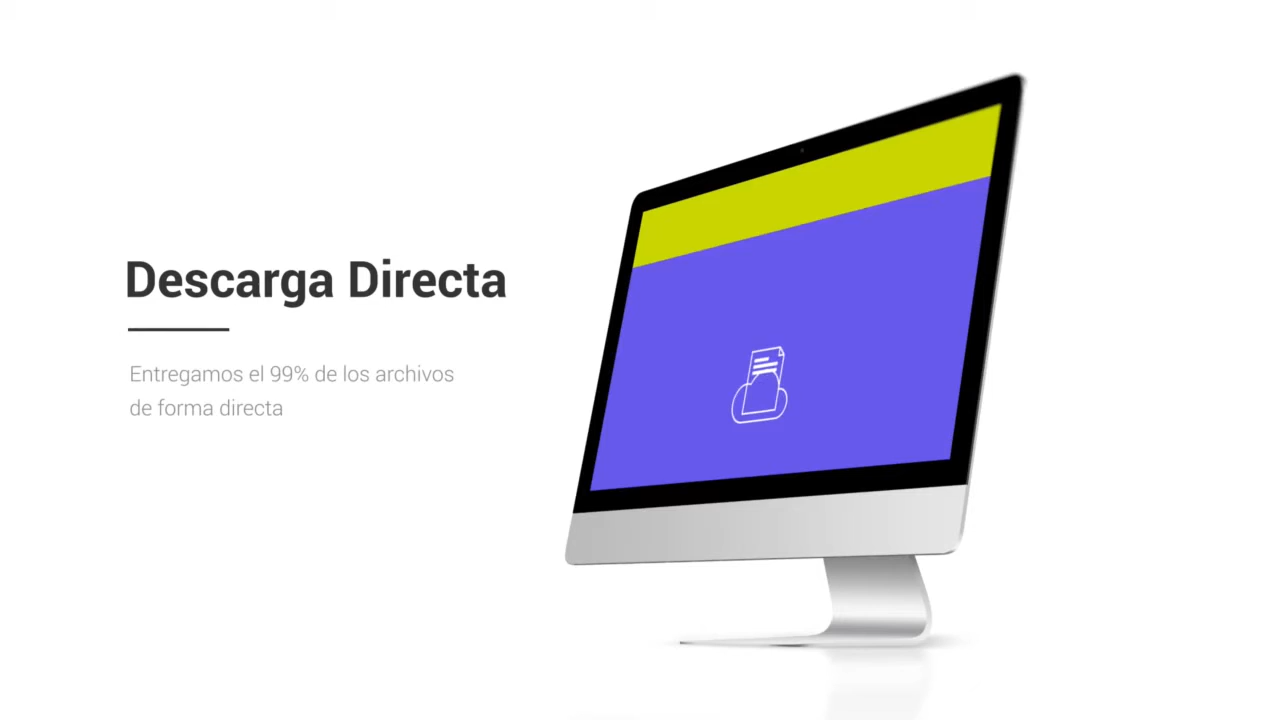 Descarga Directa
Entregamos el 99% de los archivos
de forma directa